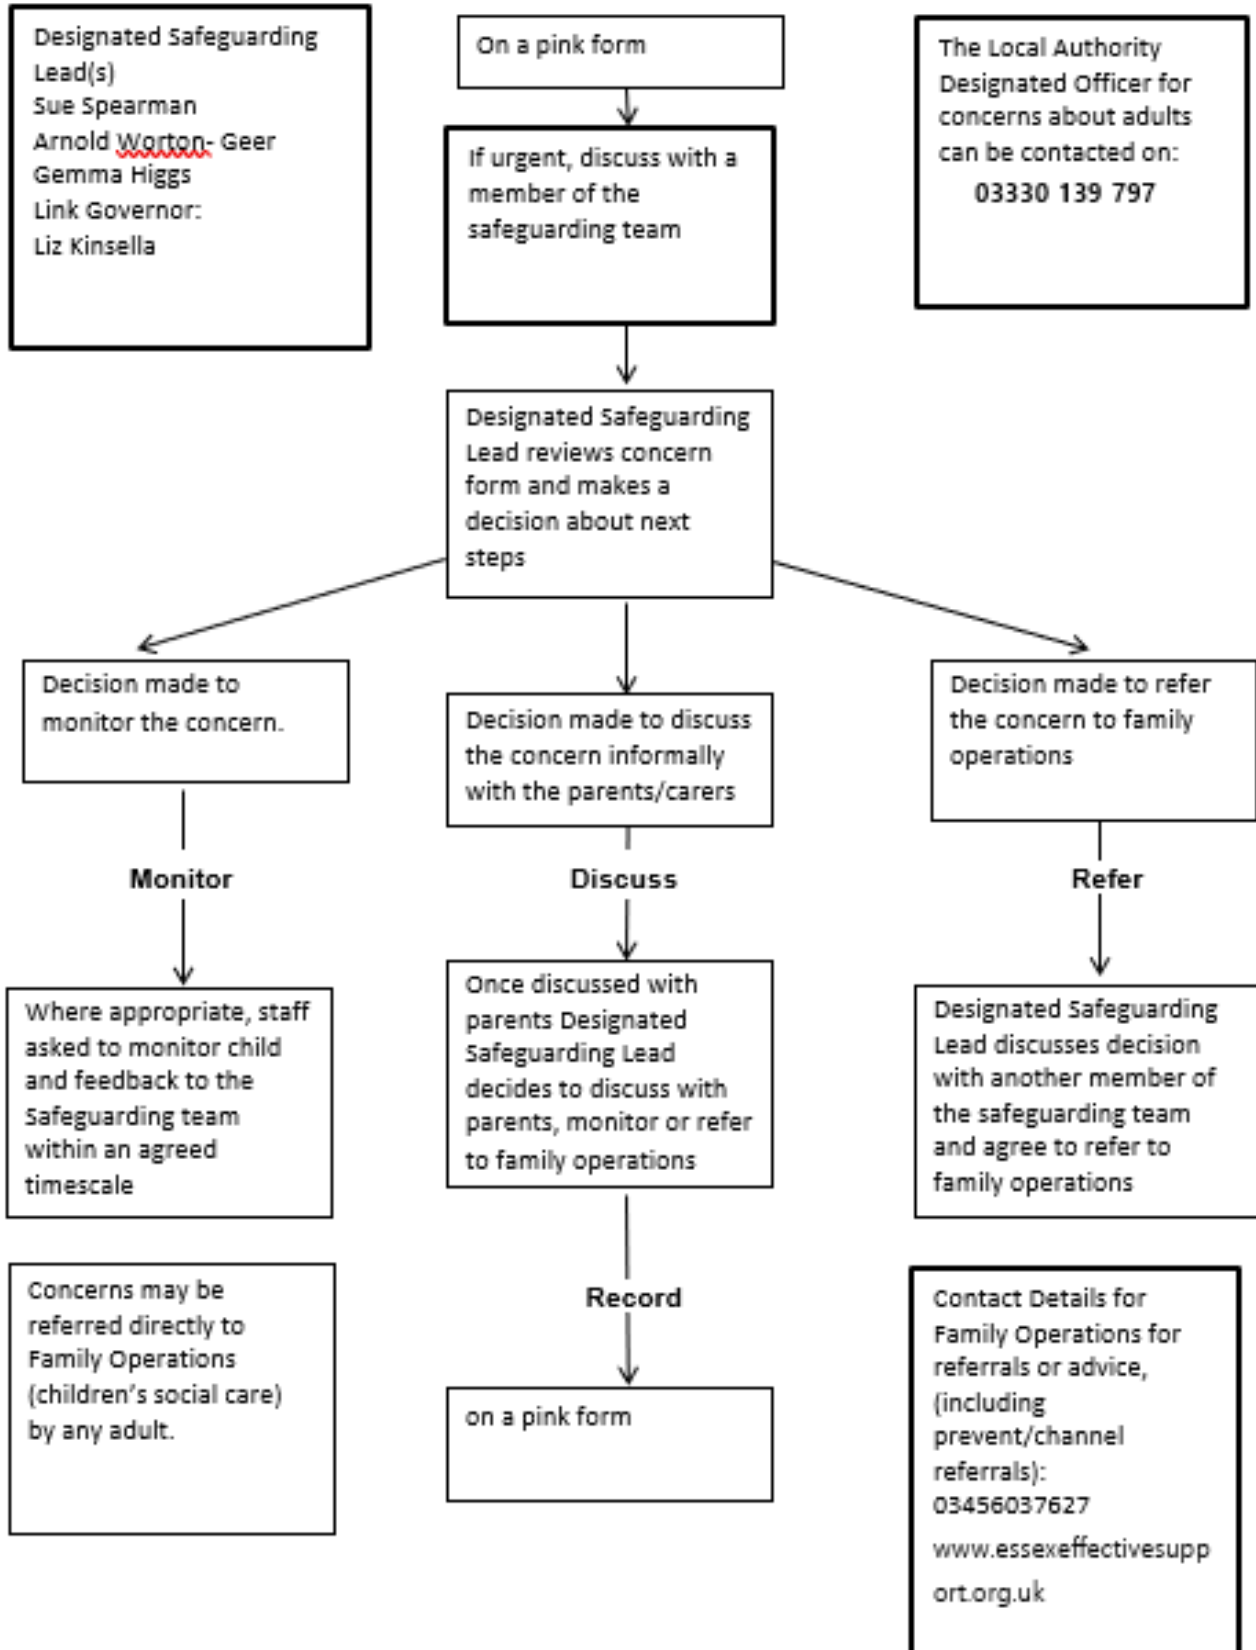 Designated Safeguarding
Lead(s)
Sue Spearman
Arnold Worton- Geer
Gemma Higgs
Link Governor:
Liz Kinsella
On a pink form
The Local Authority
Designated Officer for
concerns about adults
can be contacted on:
03330 139 797
If urgent, discuss with a
member of the
safeguarding team
Designated Safeguarding
Lead reviews concern
form and makes a
decision about next
steps
Decision made to
monitor the concern.
Decision made to discuss
the concern informally
with the parents/carers
Decision made to refer
the concern to family
operations
Monitor
Discuss
Refer
Where appropriate, staff
asked to monitor child
and feedback to the
Safeguarding team
within an agreed
timescale
Once discussed with
parents Designated
Safeguarding Lead
decides to discuss with
parents, monitor or refer
to family operations
Designated Safeguarding
Lead discusses decision
with another member of
the safeguarding team
and agree to refer to
family operations
Concerns may be
referred directly to
Family Operations
(children's social care)
by any adult.
Record
on a pink form
Contact Details for
Family Operations for
referrals or advice,
(including
prevent/channel
referrals):
03456037627
www.essexeffectivesupp
ort.org.uk